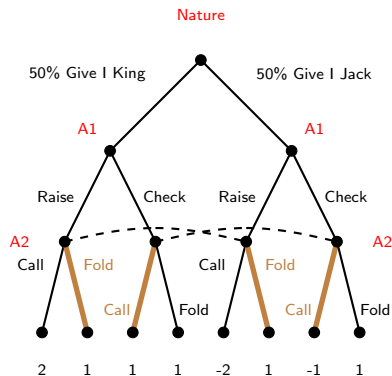 Nature
50% Give I King
50% Give I Jack
A1
A1
Raise
Check
Raise
Check
A2
A2
Call
Fold
Call
Fold
Call
Fold
Call
Fold
2
1
1
1
-2
1
-1
1